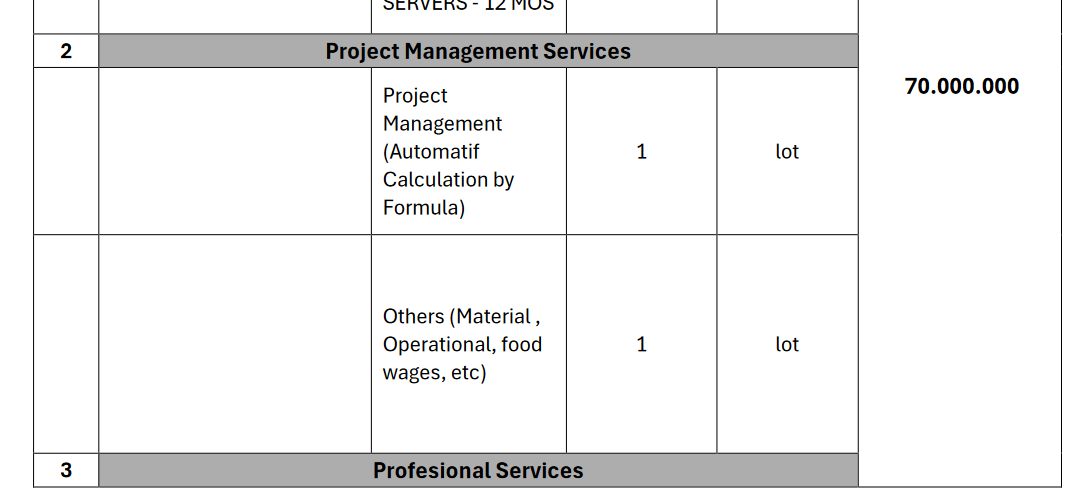 SERVERS - 12 MOS
2 Project Management Services
70.000.000
Project
Management
(Automatif
Calculation by
Formula)
1
lot
Others (Material ,
Operational, food
wages, etc)
1
lot
3 Profesional Services